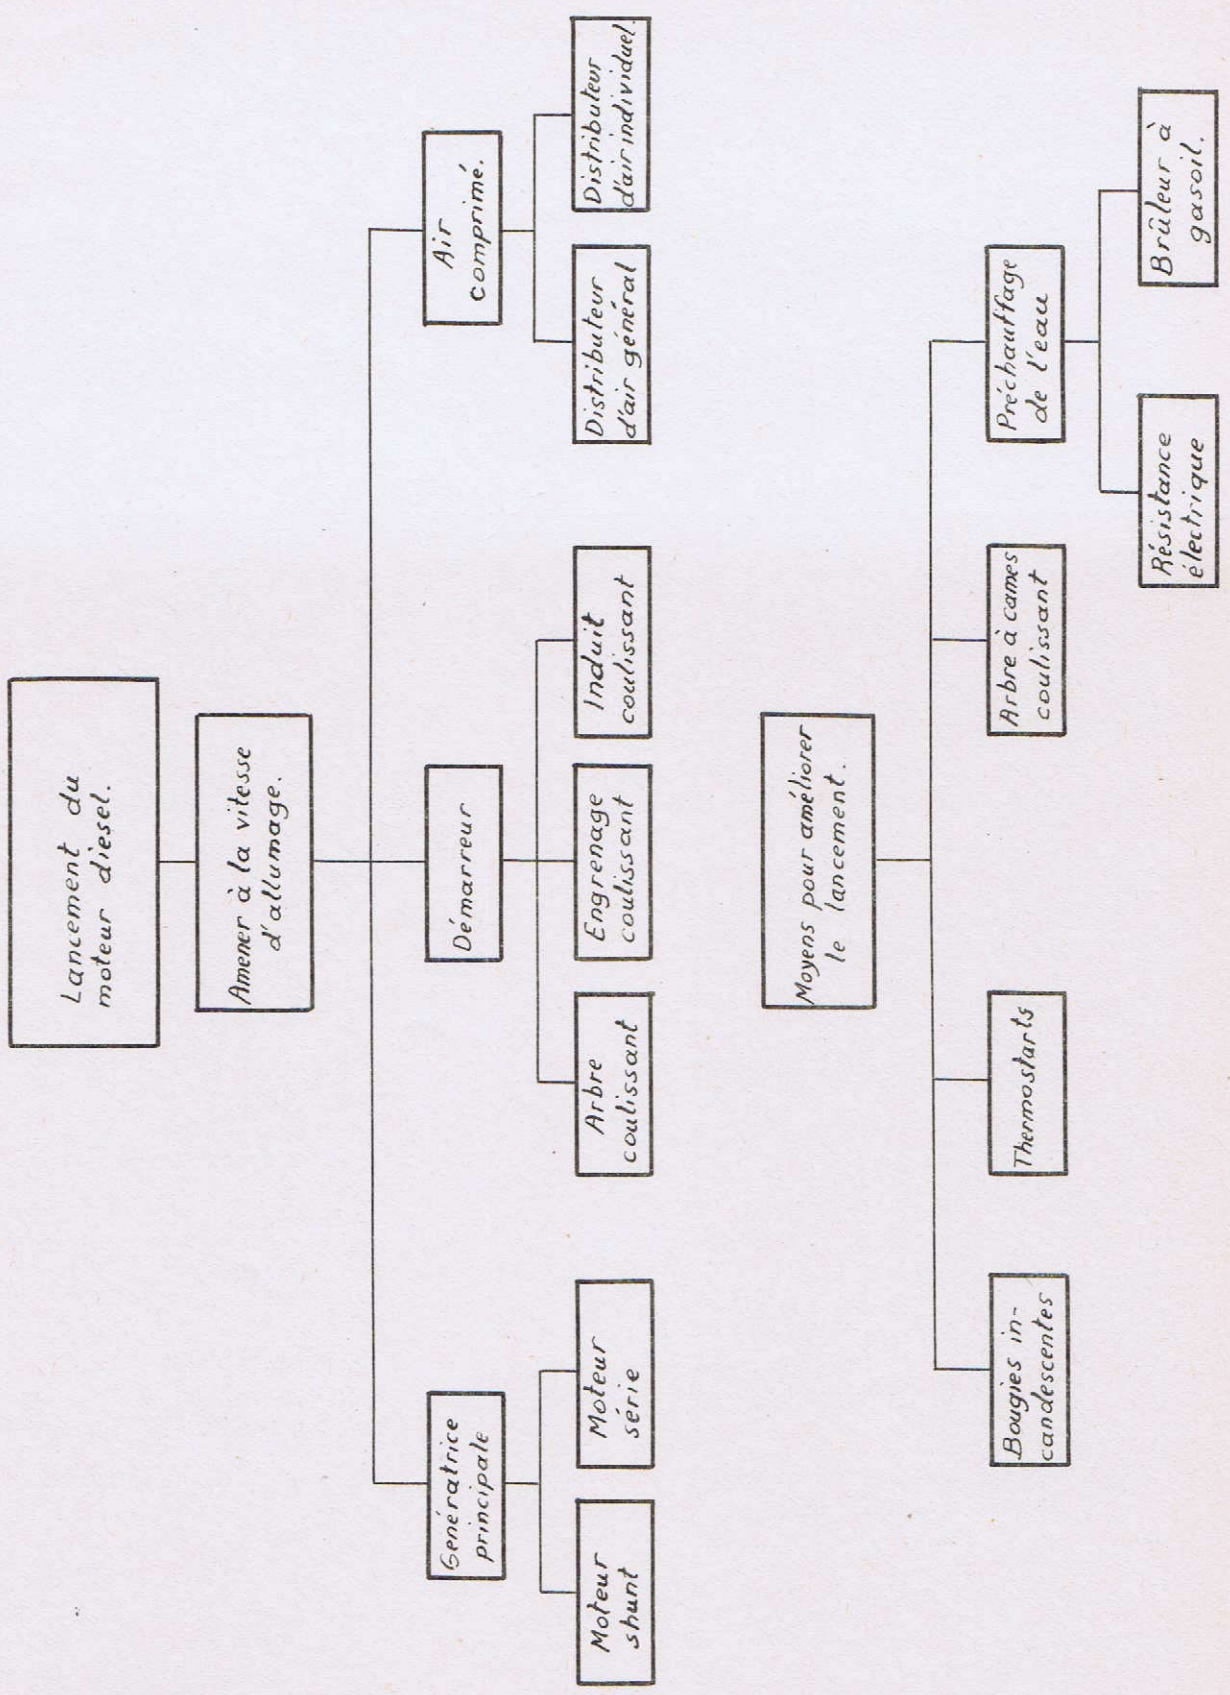 Lancement du
moteur diesel.
Amener à la vitesse
d'allumage.
Génératrice
principale
Démarreur
Air
comprimé.
Moteur
shunt
Moteur
série
Arbre
coulissant
Engrenage
coulissant
Induit
coulissant
Distributeur
d'air général
Distributeur
d'air individuel.
Moyens pour améliorer
le lancement.
Bougies in-
candescentes
Thermostarts
Arbre à cames
coulissant
Préchauffage
de l'eau
Résistance
électrique
Brûleur à
gasoil.